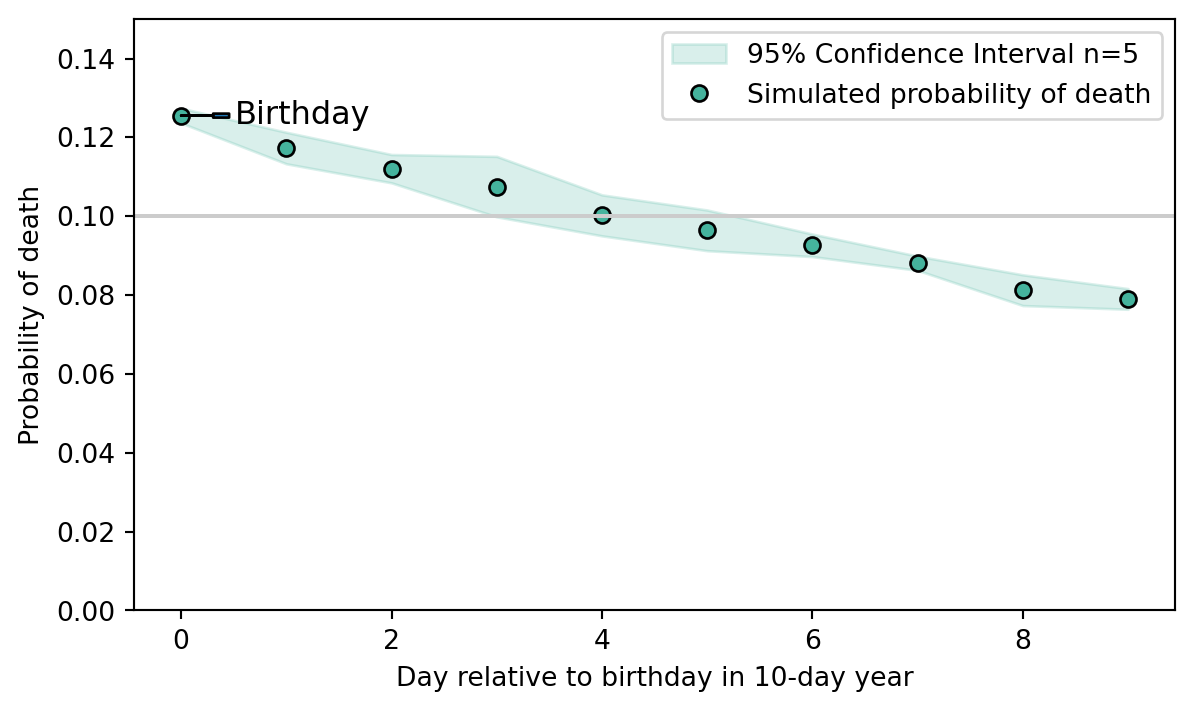 0.14
0.12
0.10
0.08
0.06
0.04
0.02
0.00
Probability of death
95% Confidence Interval n=5
Simulated probability of death
Birthday
0 2 4 6 8
Day relative to birthday in 10-day year